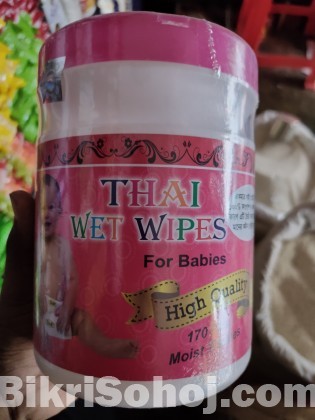 THAI
WET WIPES
For Babies
High Quality
170
Moist
BikriSohoj.com